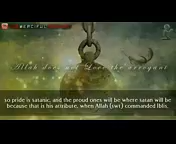 MERCIFUL
Allah does not Love the arrogant
so pride is satanic, and the proud ones will be where satan will be
because that is his attribute, when Allah (swt) commanded Iblis,